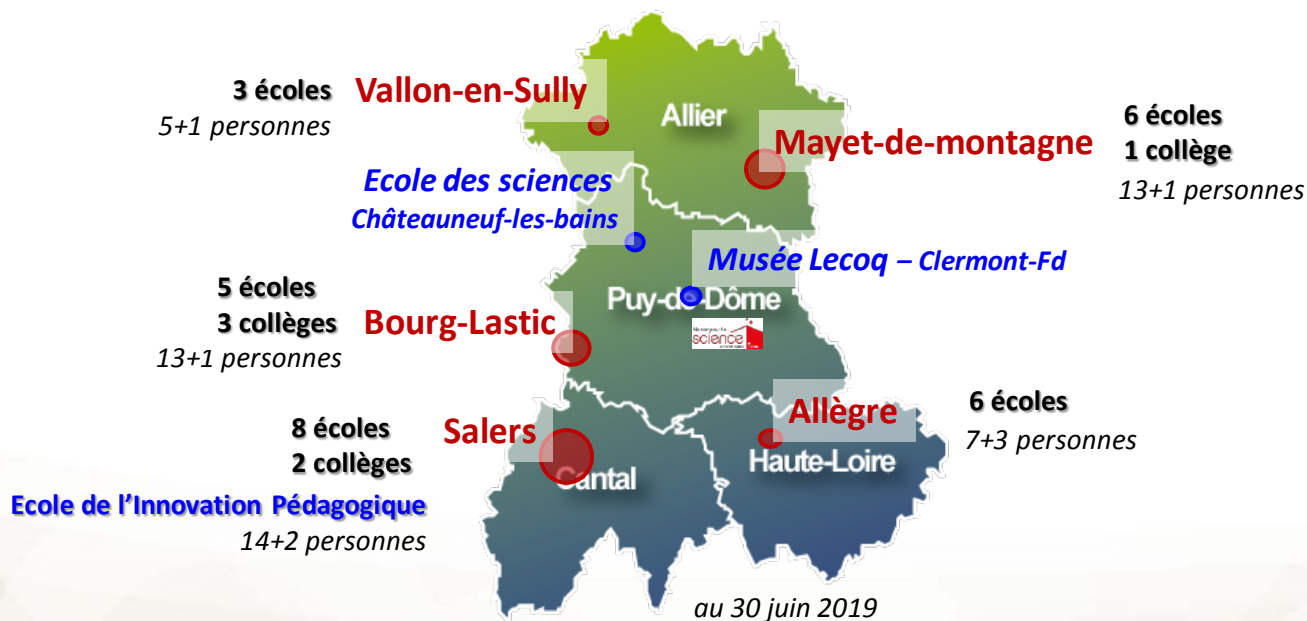 3 écoles
5+1 personnes
Vallon-en-Sully
Allier
Mayet-de-montagne
6 écoles
1 collège
13+1 personnes
Ecole des sciences
Châteauneuf-les-bains
Musée Lecoq – Clermont-Fd
Puy-de-Dôme
science
5 écoles
3 collèges
13+1 personnes
Bourg-Lastic
Allègre
6 écoles
7+3 personnes
Haute-Loire
Salers
Cantal
8 écoles
2 collèges
Ecole de l’Innovation Pédagogique
14+2 personnes
au 30 juin 2019